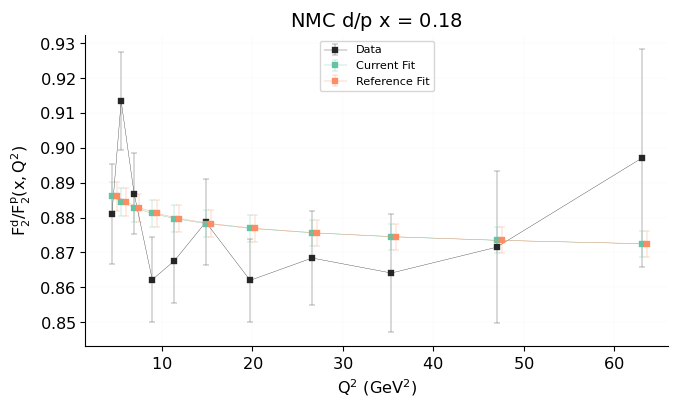 NMC d/p x = 0.18
Data
Current Fit
Reference Fit
F₂ᵈ/F₂ᵖ(x, Q²)
0.93
0.92
0.91
0.90
0.89
0.88
0.87
0.86
0.85
10 20 30 40 50 60
Q² (GeV²)